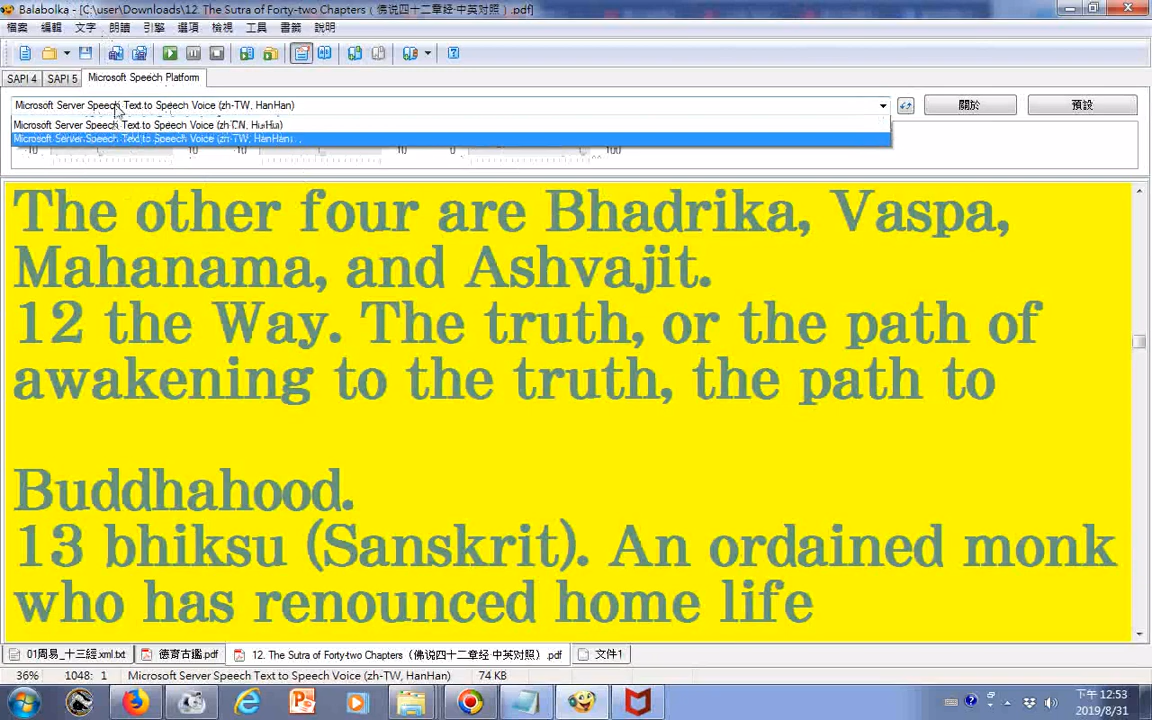 Balabolka - [C:\user\Downloads\12. The Sutra of Forty-two Chapters（佛说四十二章经·中英对照）.pdf]
檔案 編輯 文字 朗讀 引擎 選項 檢視 工具 書籤 說明
SAPI 4 SAPI 5 Microsoft Speech Platform
Microsoft Server Speech Text to Speech Voice (zh-TW, HanHan)
關於 預設
Microsoft Server Speech Text to Speech Voice (zh-CN, HuiHui)
Microsoft Server Speech Text to Speech Voice (zh-TW, HanHan)
-10 10 -10 10 0 100
The other four are Bhadrika, Vaspa,
Mahanama, and Ashvajit.
12 the Way. The truth, or the path of
awakening to the truth, the path to
Buddhahood.
13 bhiksu (Sanskrit). An ordained monk
who has renounced home life
01周易_十三經.xml.txt 德育古鑑.pdf 12. The Sutra of Forty-two Chapters（佛说四十二章经·中英对照）.pdf 文件1
36% 1048: 1 Microsoft Server Speech Text to Speech Voice (zh-TW, HanHan) 74 KB
下午 12:53
2019/8/31